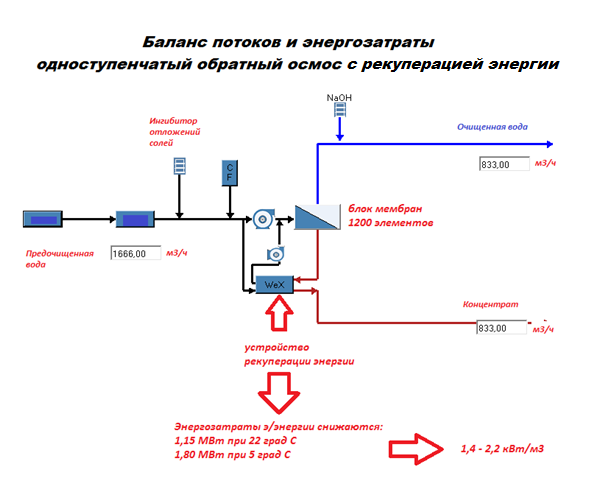 Баланс потоков и энергозатраты
одноступенчатый обратный осмос с рекуперацией энергии
NaOH
Ингибитор
отложений
солей
Очищенная вода
C
F
833,00 м3/ч
блок мембран
1200 элементов
Предочищенная
вода
1666,00 м3/ч
WeX
Концентрат
833,00 м3/ч
устройство
рекуперации энергии
Энергозатраты э/энергии снижаются:
1,15 МВт при 22 град С
1,80 МВт при 5 град С
1,4 - 2,2 кВт/м3